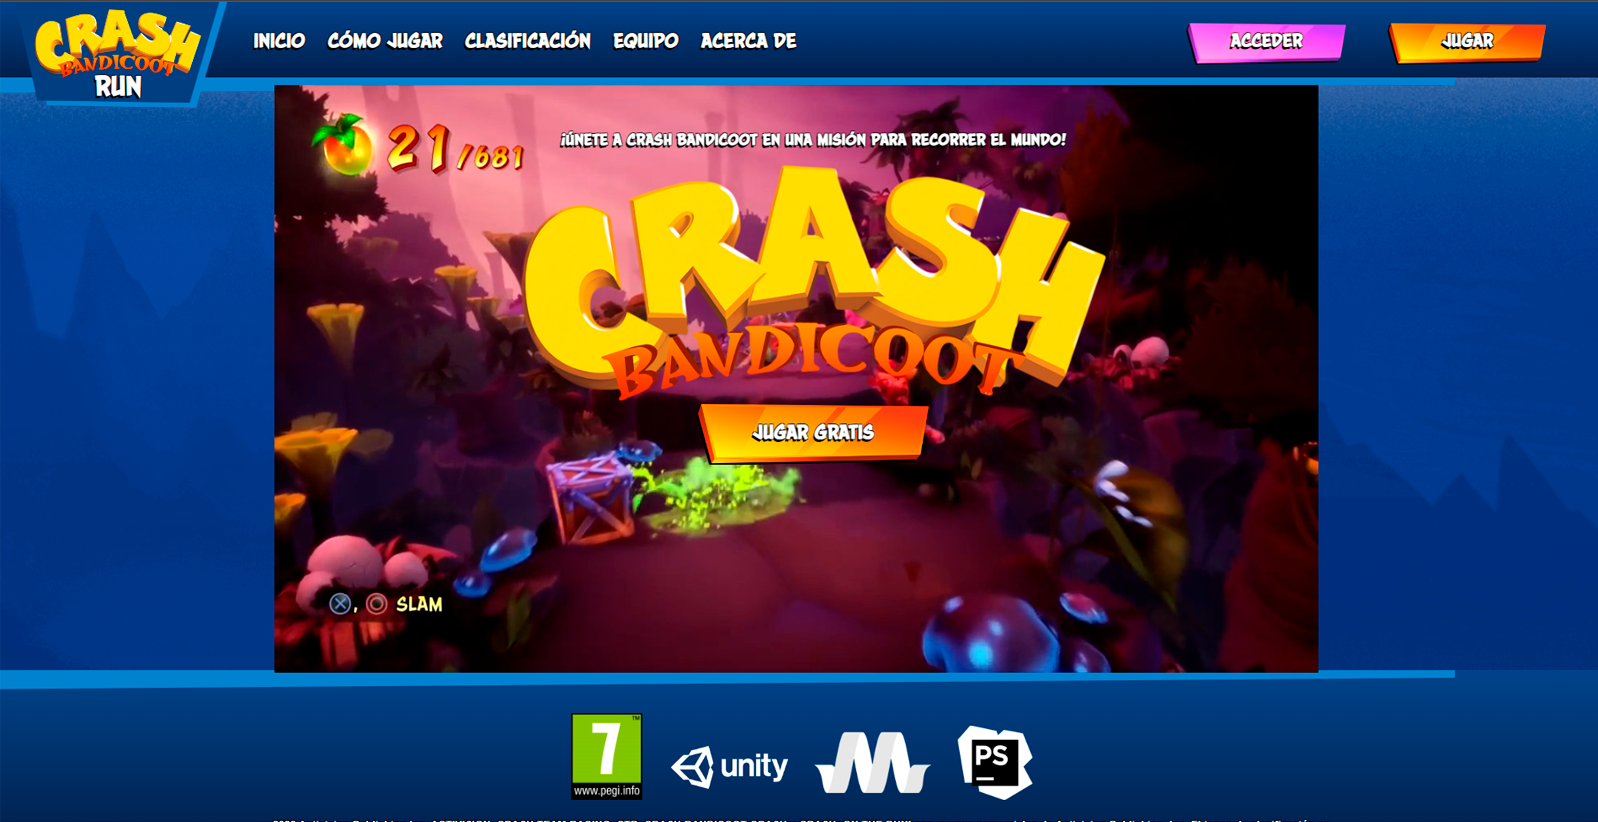 CRASH
BANDICOOT
RUN
INICIO CÓMO JUGAR CLASIFICACIÓN EQUIPO ACERCA DE
ACCEDER JUGAR
21/681
¡ÚNETE A CRASH BANDICOOT EN UNA MISIÓN PARA RECORRER EL MUNDO!
CRASH
BANDICOOT
JUGAR GRATIS
, SLAM
7 ™
www.pegi.info
unity
PS